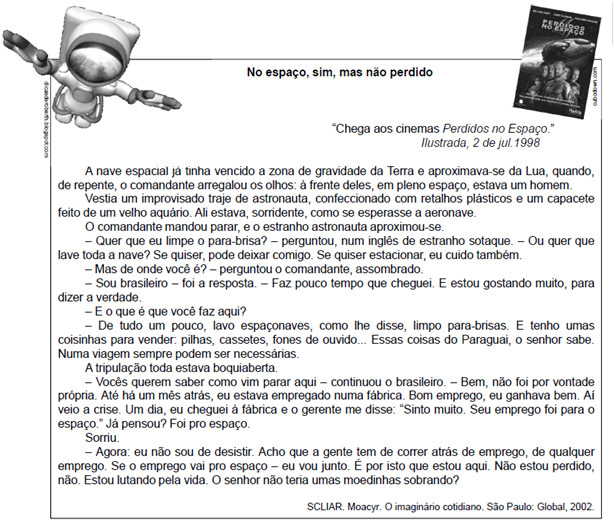 PERDIDOS
NO ESPAÇO
No espaço, sim, mas não perdido
cubodown.com
“Chega aos cinemas Perdidos no Espaço.”
Ilustrada, 2 de jul.1998
A nave espacial já tinha vencido a zona de gravidade da Terra e aproximava-se da Lua, quando,
de repente, o comandante arregalou os olhos: à frente deles, em pleno espaço, estava um homem.
Vestia um improvisado traje de astronauta, confeccionado com retalhos plásticos e um capacete
feito de um velho aquário. Ali estava, sorridente, como se esperasse a aeronave.
O comandante mandou parar, e o estranho astronauta aproximou-se.
– Quer que eu limpe o para-brisa? – perguntou, num inglês de estranho sotaque. – Ou quer que
lave toda a nave? Se quiser, pode deixar comigo. Se quiser estacionar, eu cuido também.
– Mas de onde você é? – perguntou o comandante, assombrado.
– Sou brasileiro – foi a resposta. – Faz pouco tempo que cheguei. E estou gostando muito, para
dizer a verdade.
– E o que é que você faz aqui?
– De tudo um pouco, lavo espaçonaves, como lhe disse, limpo para-brisas. E tenho umas
coisinhas para vender: pilhas, cassetes, fones de ouvido... Essas coisas do Paraguai, o senhor sabe.
Numa viagem sempre podem ser necessárias.
A tripulação toda estava boquiaberta.
– Vocês querem saber como vim parar aqui – continuou o brasileiro. – Bem, não foi por vontade
própria. Até há um mês atrás, eu estava empregado numa fábrica. Bom emprego, eu ganhava bem. Aí
veio a crise. Um dia, eu cheguei à fábrica e o gerente me disse: “Sinto muito. Seu emprego foi para o
espaço.” Já pensou? Foi pro espaço.
Sorriu.
– Agora: eu não sou de desistir. Acho que a gente tem de correr atrás de emprego, de qualquer
emprego. Se o emprego vai pro espaço – eu vou junto. É por isto que estou aqui. Não estou perdido,
não. Estou lutando pela vida. O senhor não teria umas moedinhas sobrando?
SCLIAR. Moacyr. O imaginário cotidiano. São Paulo: Global, 2002.